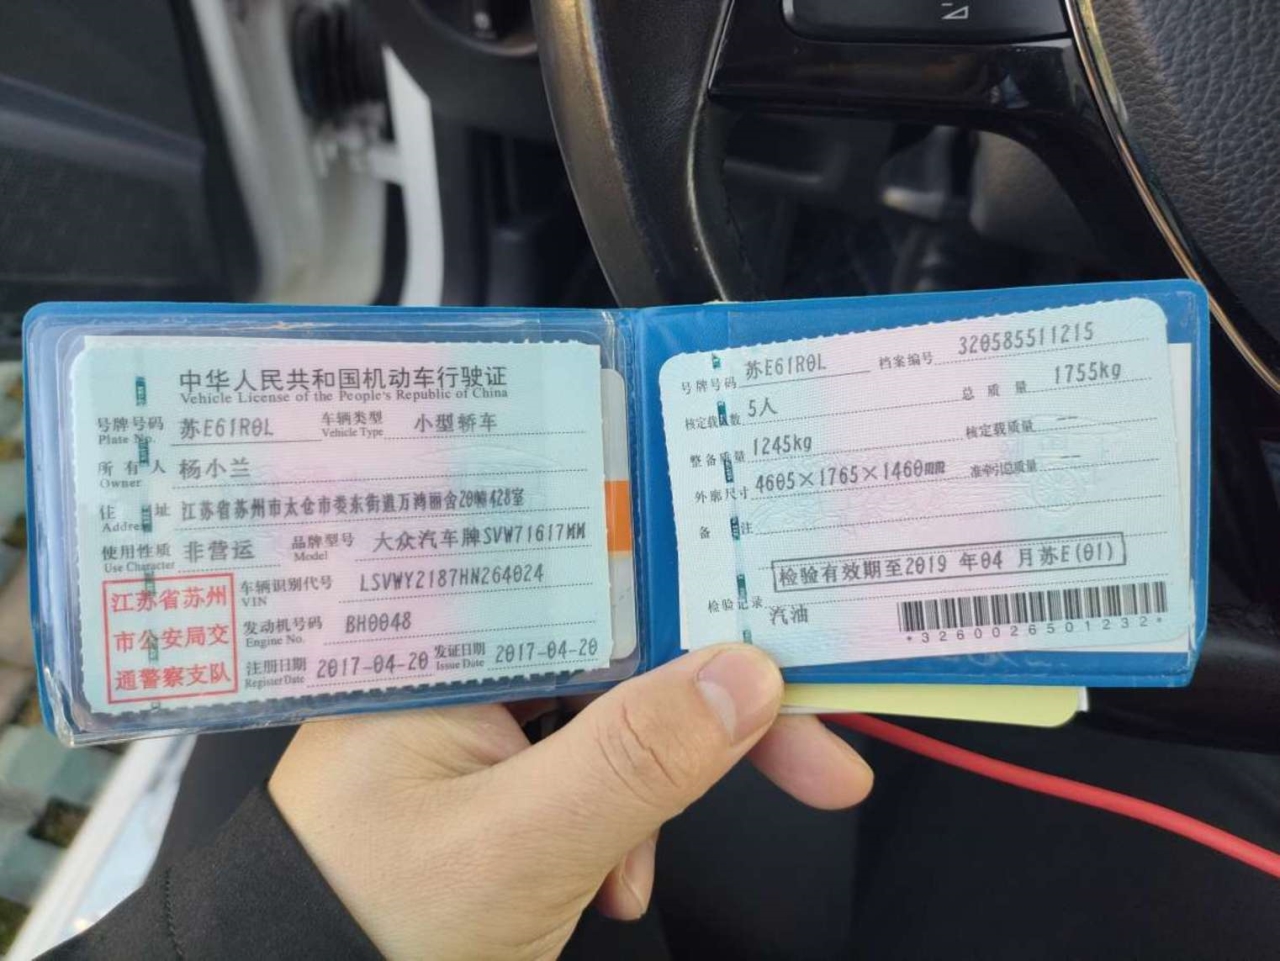 中华人民共和国机动车行驶证
Vehicle License of the People's Republic of China
号牌号码 苏E61R0L 车辆类型 小型轿车
Plate No. Vehicle Type
所有人 杨小兰
Owner
住址 江苏省苏州市太仓市娄东街道万鸿丽舍20幢428室
Address
使用性质 非营运 品牌型号 大众汽车牌SVW71617MM
Use Character Model
江苏省苏州
市公安局交
通警察支队
车辆识别代号 LSVWY2187HN264024
VIN
发动机号码 BH0048
Engine No.
注册日期 2017-04-20 发证日期 2017-04-20
Register Date Issue Date
号牌号码 苏E61R0L 档案编号 320585511215
核定载人数 5人 总质量 1755kg
整备质量 1245kg 核定载质量 --
外廓尺寸 4605×1765×1460 准牵引总质量 --
备注
检验有效期至2019年04月苏E(01)
检验记录
汽油
*3260026501232*